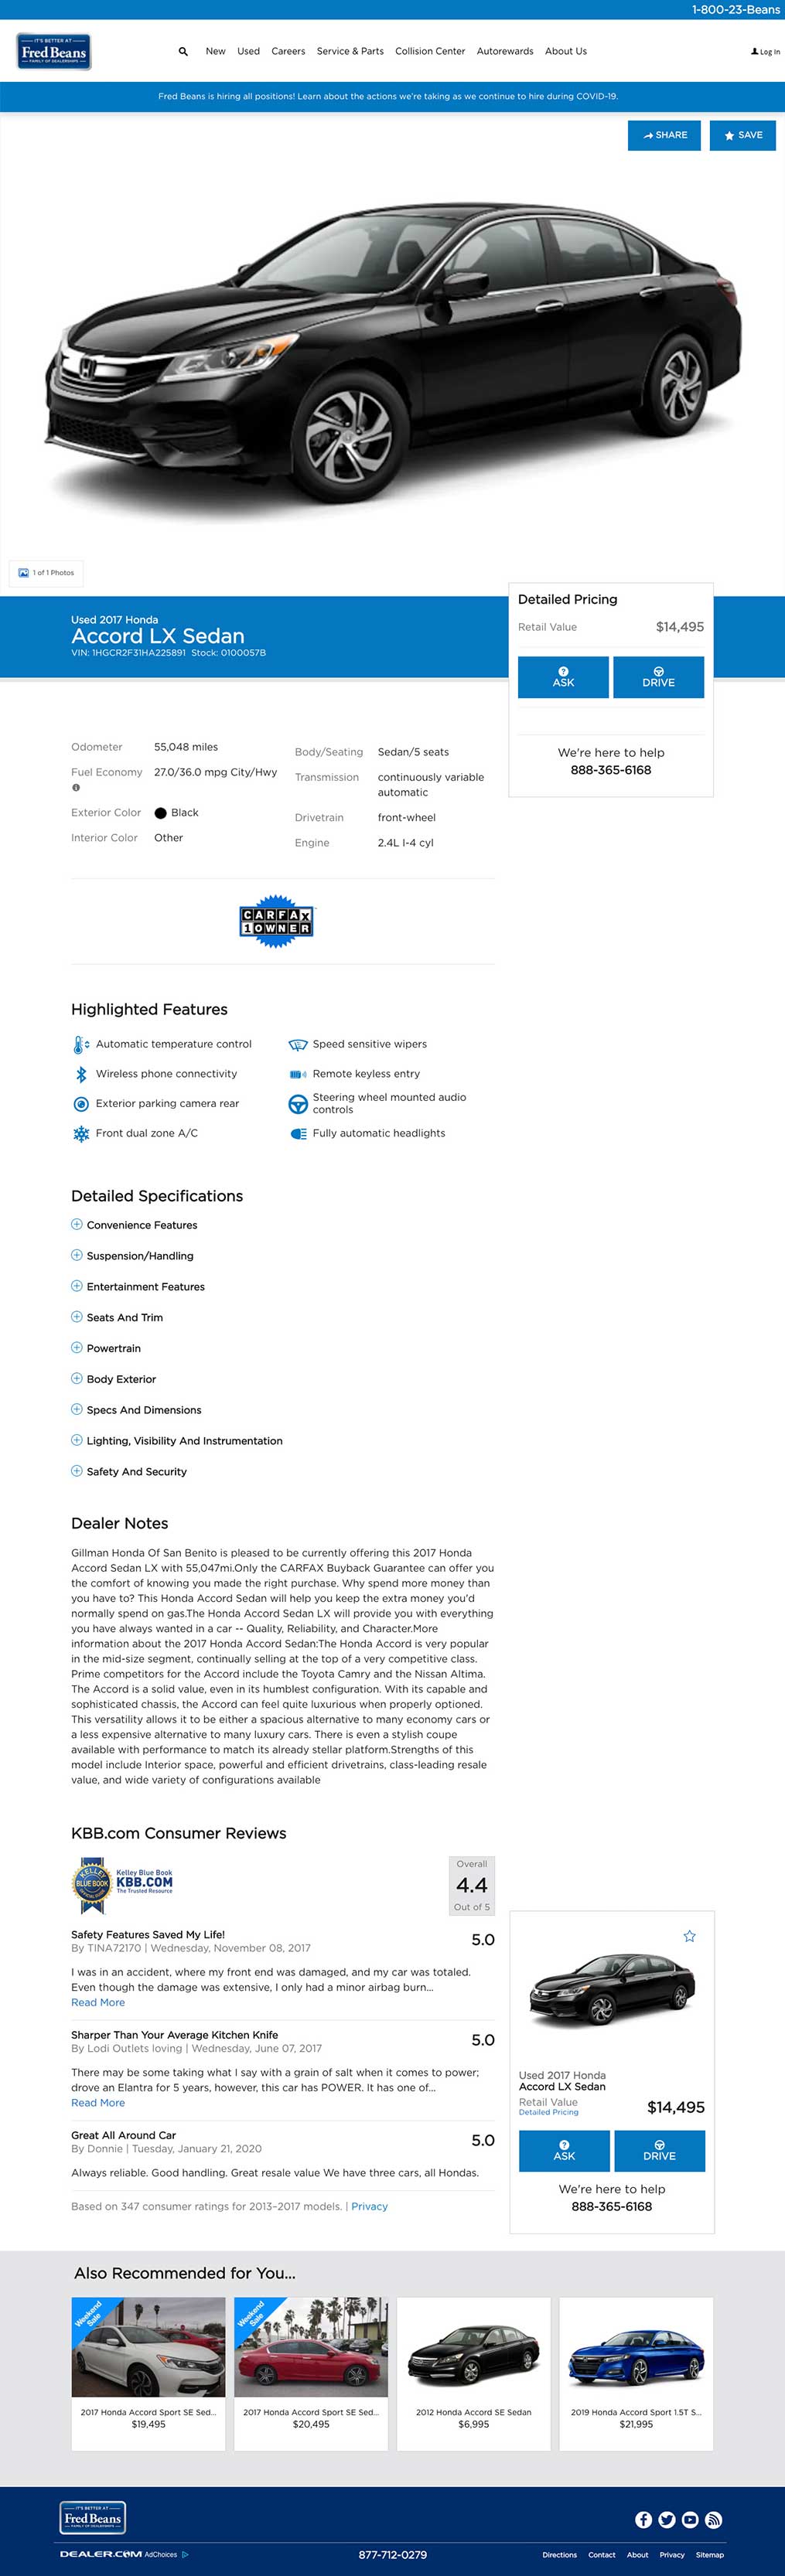 1-800-23-Beans
IT'S BETTER AT
Fred Beans
FAMILY OF DEALERSHIPS
New Used Careers Service & Parts Collision Center Autorewards About Us
Log In
Fred Beans is hiring all positions! Learn about the actions we're taking as we continue to hire during COVID-19.
SHARE
SAVE
1 of 1 Photos
Used 2017 Honda
Accord LX Sedan
VIN: 1HGCR2F31HA225891 Stock: 0100057B
Detailed Pricing
Retail Value $14,495
ASK
DRIVE
We're here to help
888-365-6168
Odometer 55,048 miles
Fuel Economy 27.0/36.0 mpg City/Hwy
Exterior Color Black
Interior Color Other
Body/Seating Sedan/5 seats
Transmission continuously variable
automatic
Drivetrain front-wheel
Engine 2.4L I-4 cyl
CARFAX
1 OWNER
Highlighted Features
Automatic temperature control
Speed sensitive wipers
Wireless phone connectivity
Remote keyless entry
Exterior parking camera rear
Steering wheel mounted audio
controls
Front dual zone A/C
Fully automatic headlights
Detailed Specifications
Convenience Features
Suspension/Handling
Entertainment Features
Seats And Trim
Powertrain
Body Exterior
Specs And Dimensions
Lighting, Visibility And Instrumentation
Safety And Security
Dealer Notes
Gillman Honda Of San Benito is pleased to be currently offering this 2017 Honda
Accord Sedan LX with 55,047mi.Only the CARFAX Buyback Guarantee can offer you
the comfort of knowing you made the right purchase. Why spend more money than
you have to? This Honda Accord Sedan will help you keep the extra money you'd
normally spend on gas.The Honda Accord Sedan LX will provide you with everything
you have always wanted in a car -- Quality, Reliability, and Character.More
information about the 2017 Honda Accord Sedan:The Honda Accord is very popular
in the mid-size segment, continually selling at the top of a very competitive class.
Prime competitors for the Accord include the Toyota Camry and the Nissan Altima.
The Accord is a solid value, even in its humblest configuration. With its capable and
sophisticated chassis, the Accord can feel quite luxurious when properly optioned.
This versatility allows it to be either a spacious alternative to many economy cars or
a less expensive alternative to many luxury cars. There is even a stylish coupe
available with performance to match its already stellar platform.Strengths of this
model include Interior space, powerful and efficient drivetrains, class-leading resale
value, and wide variety of configurations available
KBB.com Consumer Reviews
KELLEY
BLUE BOOK
Kelley Blue Book
KBB.COM
The Trusted Resource
Overall
4.4
Out of 5
Safety Features Saved My Life! 5.0
By TINA72170 | Wednesday, November 08, 2017
I was in an accident, where my front end was damaged, and my car was totaled.
Even though the damage was extensive, I only had a minor airbag burn...
Read More
Sharper Than Your Average Kitchen Knife 5.0
By Lodi Outlets loving | Wednesday, June 07, 2017
There may be some taking what I say with a grain of salt when it comes to power;
drove an Elantra for 5 years, however, this car has POWER. It has one of...
Read More
Great All Around Car 5.0
By Donnie | Tuesday, January 21, 2020
Always reliable. Good handling. Great resale value We have three cars, all Hondas.
Based on 347 consumer ratings for 2013–2017 models. | Privacy
Used 2017 Honda
Accord LX Sedan
Retail Value $14,495
Detailed Pricing
ASK
DRIVE
We're here to help
888-365-6168
Also Recommended for You...
Weekend
Sale
Weekend
Sale
2017 Honda Accord Sport SE Sed...
$19,495
2017 Honda Accord Sport SE Sed...
$20,495
2012 Honda Accord SE Sedan
$6,995
2019 Honda Accord Sport 1.5T S...
$21,995
IT'S BETTER AT
Fred Beans
FAMILY OF DEALERSHIPS
DEALER.COM AdChoices
877-712-0279
Directions Contact About Privacy Sitemap